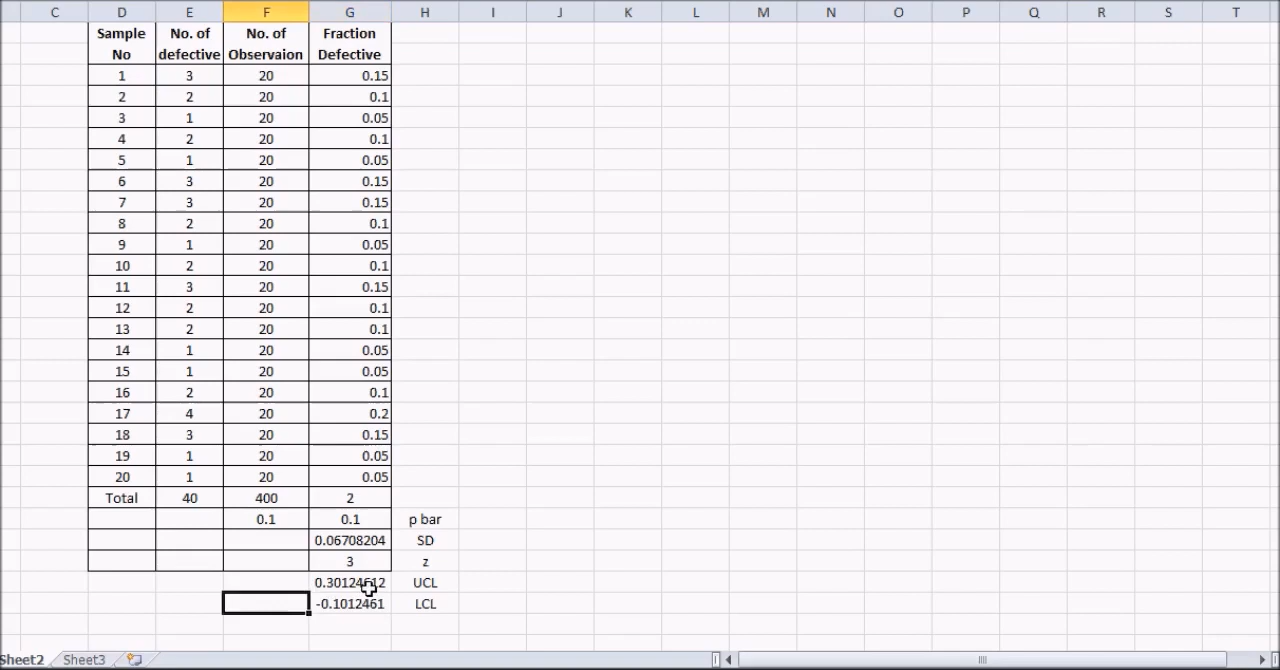 C D E F G H I J K L M N O P Q R S T
Sample No. of No. of Fraction
No defective Observaion Defective
1 3 20 0.15
2 2 20 0.1
3 1 20 0.05
4 2 20 0.1
5 1 20 0.05
6 3 20 0.15
7 3 20 0.15
8 2 20 0.1
9 1 20 0.05
10 2 20 0.1
11 3 20 0.15
12 2 20 0.1
13 2 20 0.1
14 1 20 0.05
15 1 20 0.05
16 2 20 0.1
17 4 20 0.2
18 3 20 0.15
19 1 20 0.05
20 1 20 0.05
Total 40 400 2
0.1 0.1 p bar
0.06708204 SD
3 z
0.30124612 UCL
-0.1012461 LCL
Sheet2 Sheet3